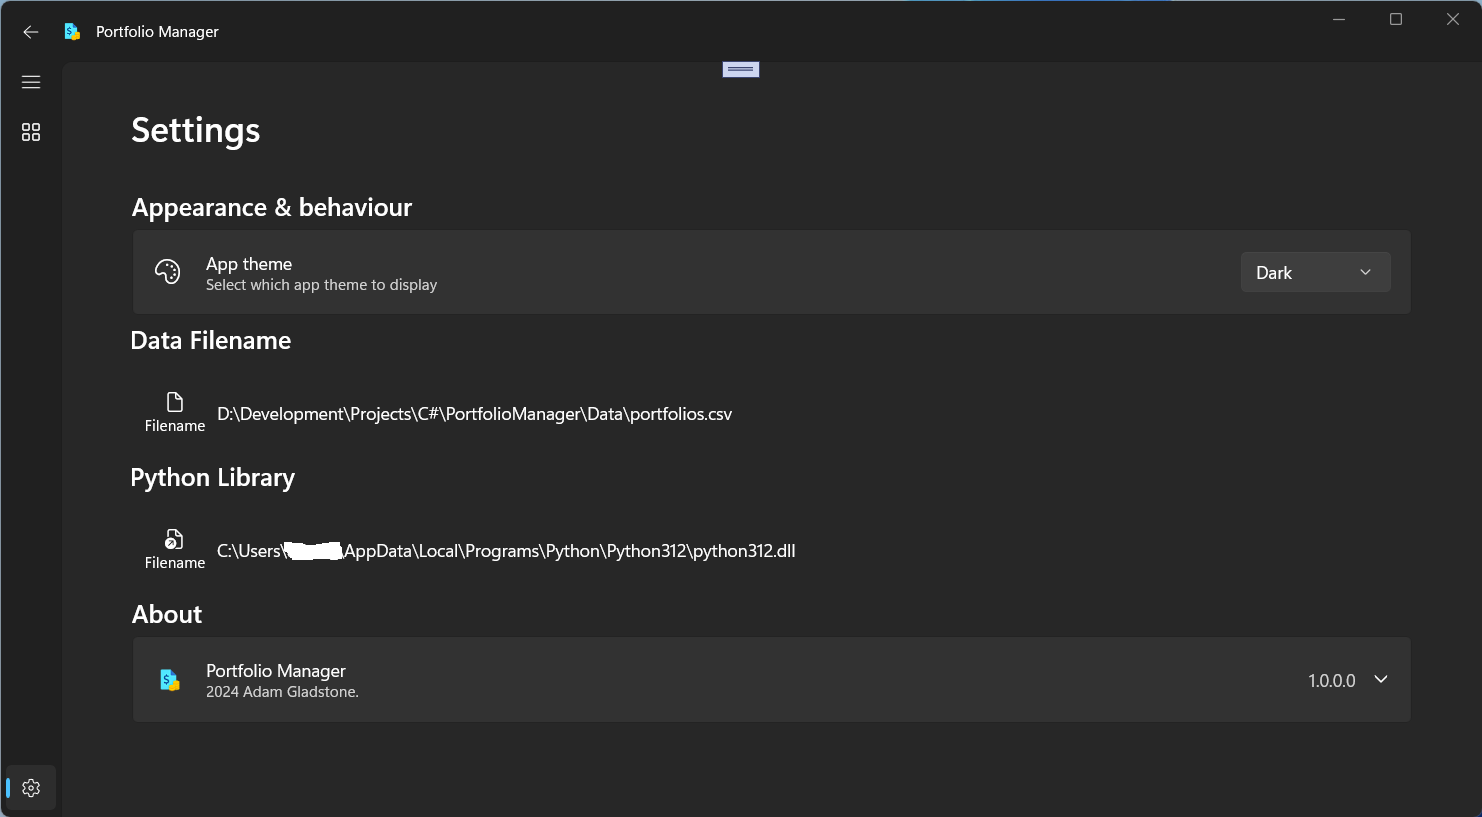 Portfolio Manager
Settings
Appearance & behaviour
App theme
Select which app theme to display
Dark
Data Filename
Filename
D:\Development\Projects\C#\PortfolioManager\Data\portfolios.csv
Python Library
Filename
C:\Users\ \AppData\Local\Programs\Python\Python312\python312.dll
About
Portfolio Manager
2024 Adam Gladstone.
1.0.0.0